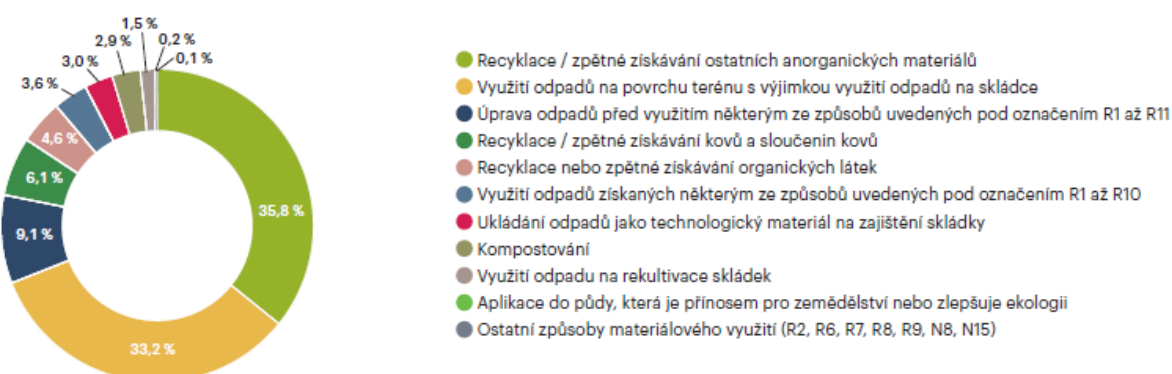 1,5 %
2,9 %
0,2 %
3,0 %
0,1 %
3,6 %
4,6 %
6,1 %
9,1 %
35,8 %
33,2 %
Recyklace / zpětné získávání ostatních anorganických materiálů
Využití odpadů na povrchu terénu s výjimkou využití odpadů na skládce
Úprava odpadů před využitím některým ze způsobů uvedených pod označením R1 až R11
Recyklace / zpětné získávání kovů a sloučenin kovů
Recyklace nebo zpětné získávání organických látek
Využití odpadů získaných některým ze způsobů uvedených pod označením R1 až R10
Ukládání odpadů jako technologický materiál na zajištění skládky
Kompostování
Využití odpadu na rekultivace skládek
Aplikace do půdy, která je přínosem pro zemědělství nebo zlepšuje ekologii
Ostatní způsoby materiálového využití (R2, R6, R7, R8, R9, N8, N15)